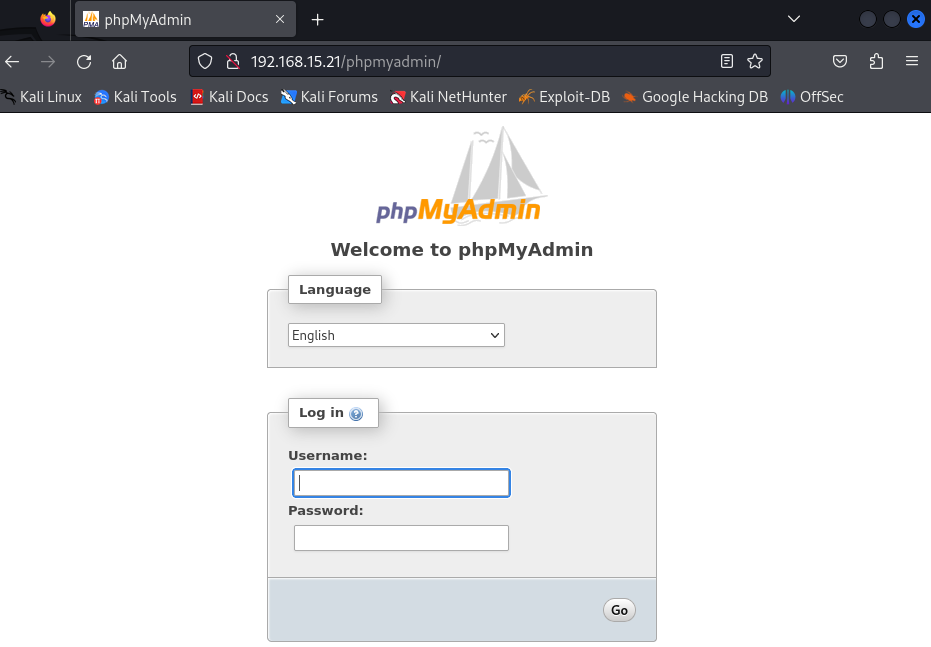 phpMyAdmin
192.168.15.21/phpmyadmin/
Kali Linux Kali Tools Kali Docs Kali Forums Kali NetHunter Exploit-DB Google Hacking DB OffSec
phpMyAdmin
Welcome to phpMyAdmin
Language
English
Log in
Username:
Password:
Go